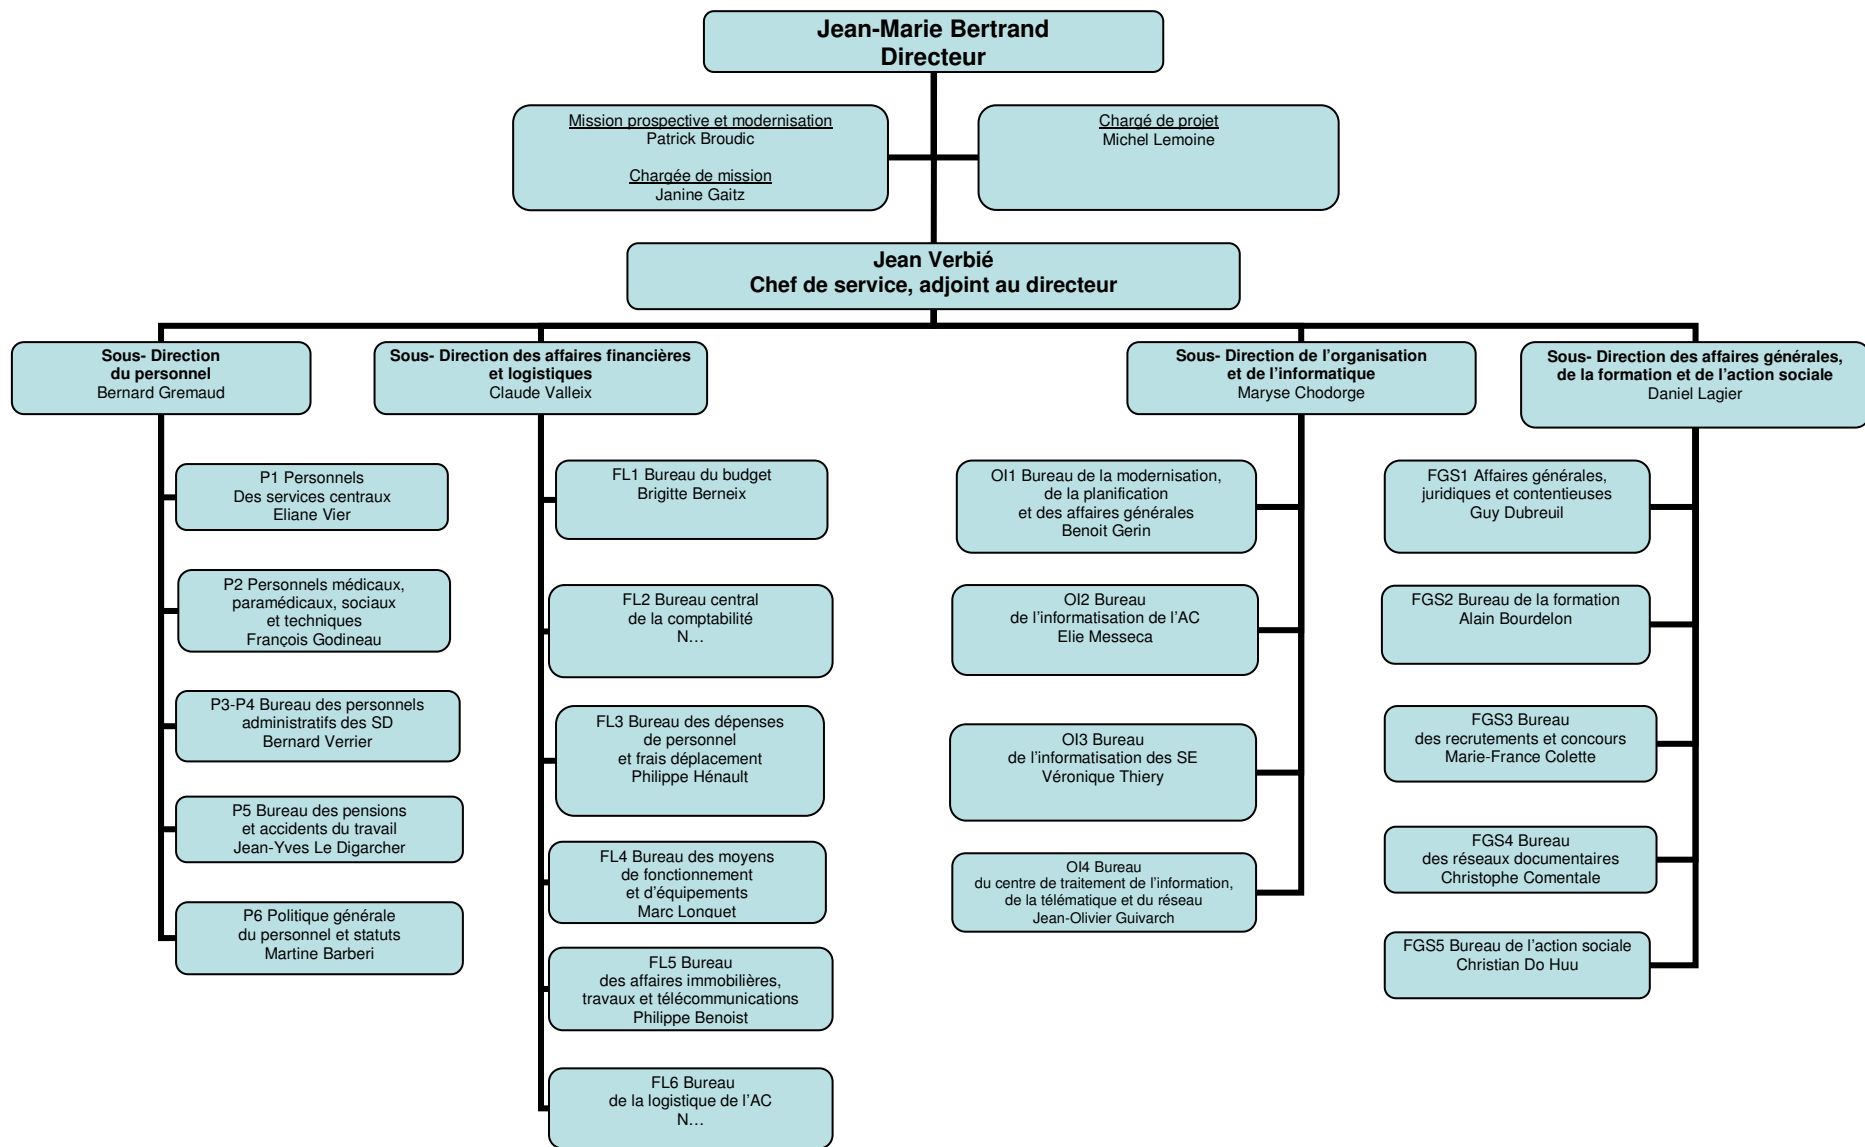 Jean-Marie Bertrand
Directeur
Mission prospective et modernisation
Patrick Broudic
Chargée de mission
Janine Gaitz
Chargé de projet
Michel Lemoine
Jean Verbié
Chef de service, adjoint au directeur
Sous- Direction
du personnel
Bernard Gremaud
P1 Personnels
Des services centraux
Eliane Vier
P2 Personnels médicaux,
paramédicaux, sociaux
et techniques
François Godineau
P3-P4 Bureau des personnels
administratifs des SD
Bernard Verrier
P5 Bureau des pensions
et accidents du travail
Jean-Yves Le Digarcher
P6 Politique générale
du personnel et statuts
Martine Barberi
Sous- Direction des affaires financières
et logistiques
Claude Valleix
FL1 Bureau du budget
Brigitte Berneix
FL2 Bureau central
de la comptabilité
N…
FL3 Bureau des dépenses
de personnel
et frais déplacement
Philippe Hénault
FL4 Bureau des moyens
de fonctionnement
et d'équipements
Marc Longuet
FL5 Bureau
des affaires immobilières,
travaux et télécommunications
Philippe Benoist
FL6 Bureau
de la logistique de l'AC
N…
Sous- Direction de l'organisation
et de l'informatique
Maryse Chodorge
OI1 Bureau de la modernisation,
de la planification
et des affaires générales
Benoit Gerin
OI2 Bureau
de l'informatisation de l'AC
Elie Messeca
OI3 Bureau
de l'informatisation des SE
Véronique Thiery
OI4 Bureau
du centre de traitement de l'information,
de la télématique et du réseau
Jean-Olivier Guivarch
Sous- Direction des affaires générales,
de la formation et de l'action sociale
Daniel Lagier
FGS1 Affaires générales,
juridiques et contentieuses
Guy Dubreuil
FGS2 Bureau de la formation
Alain Bourdelon
FGS3 Bureau
des recrutements et concours
Marie-France Colette
FGS4 Bureau
des réseaux documentaires
Christophe Comentale
FGS5 Bureau de l'action sociale
Christian Do Huu